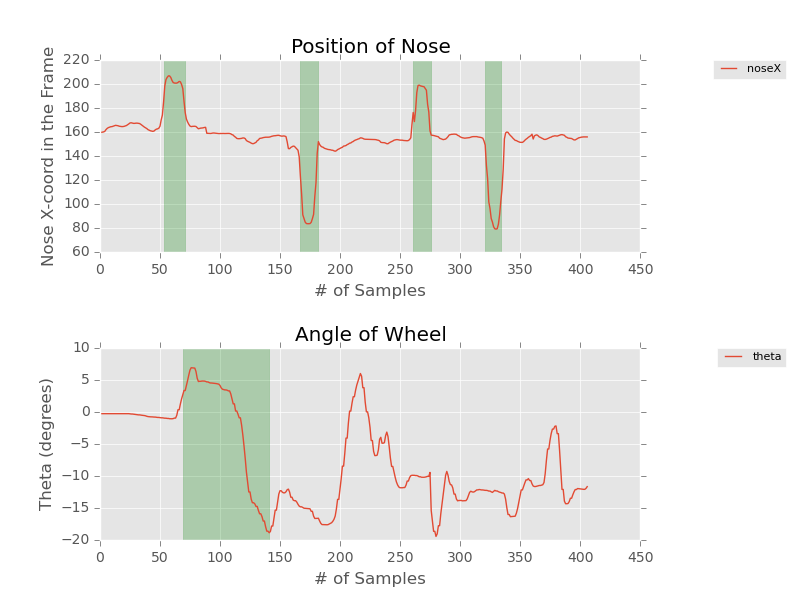 Position of Nose
noseX
Nose X-coord in the Frame
220
200
180
160
140
120
100
80
60
0 50 100 150 200 250 300 350 400 450
# of Samples
Angle of Wheel
theta
Theta (degrees)
10
5
0
−5
−10
−15
−20
0 50 100 150 200 250 300 350 400 450
# of Samples